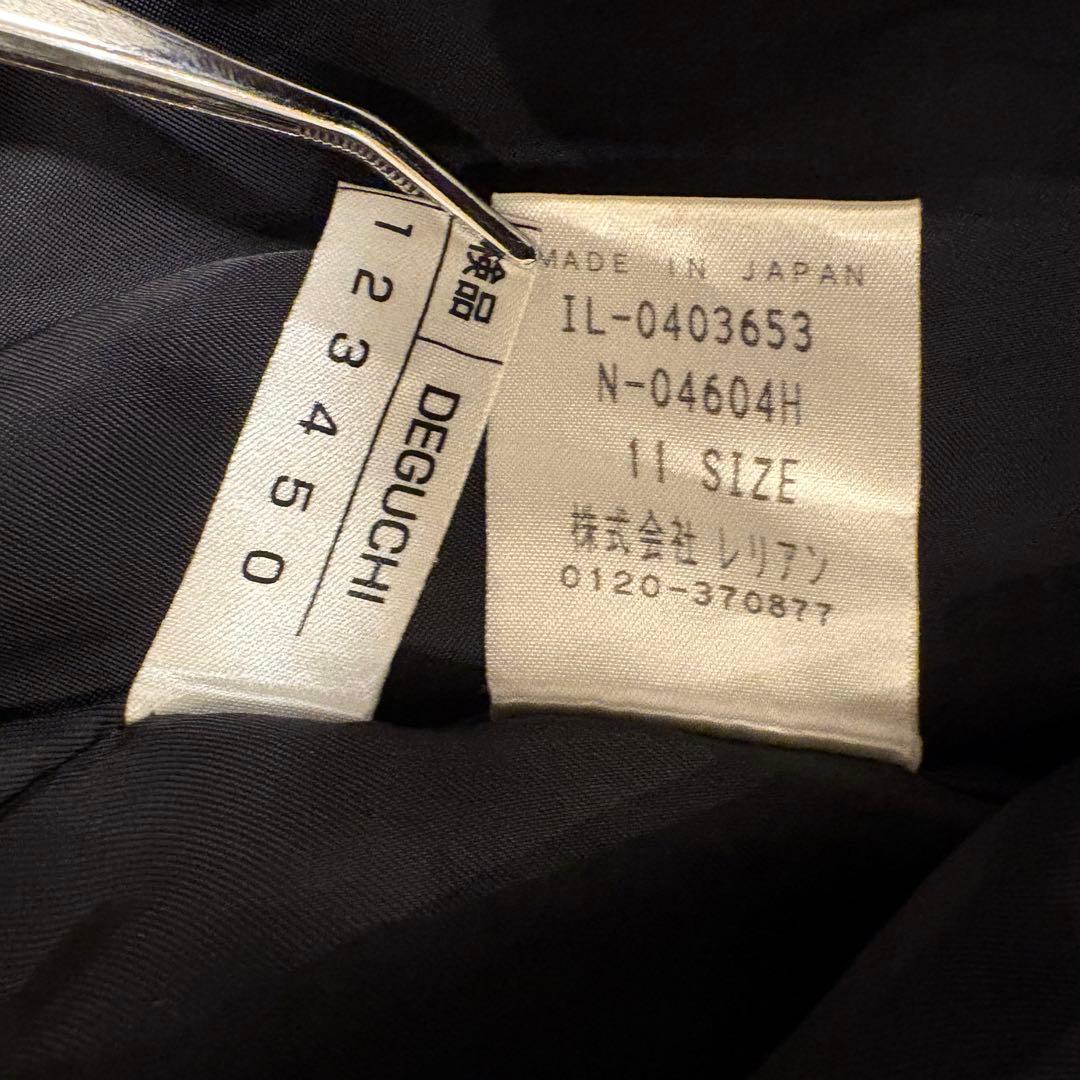 検品 DEGUCHI
1 2 3 4 5 0
MADE IN JAPAN
IL-0403653
N-04604H
11 SIZE
株式会社 レリアン
0120-370877